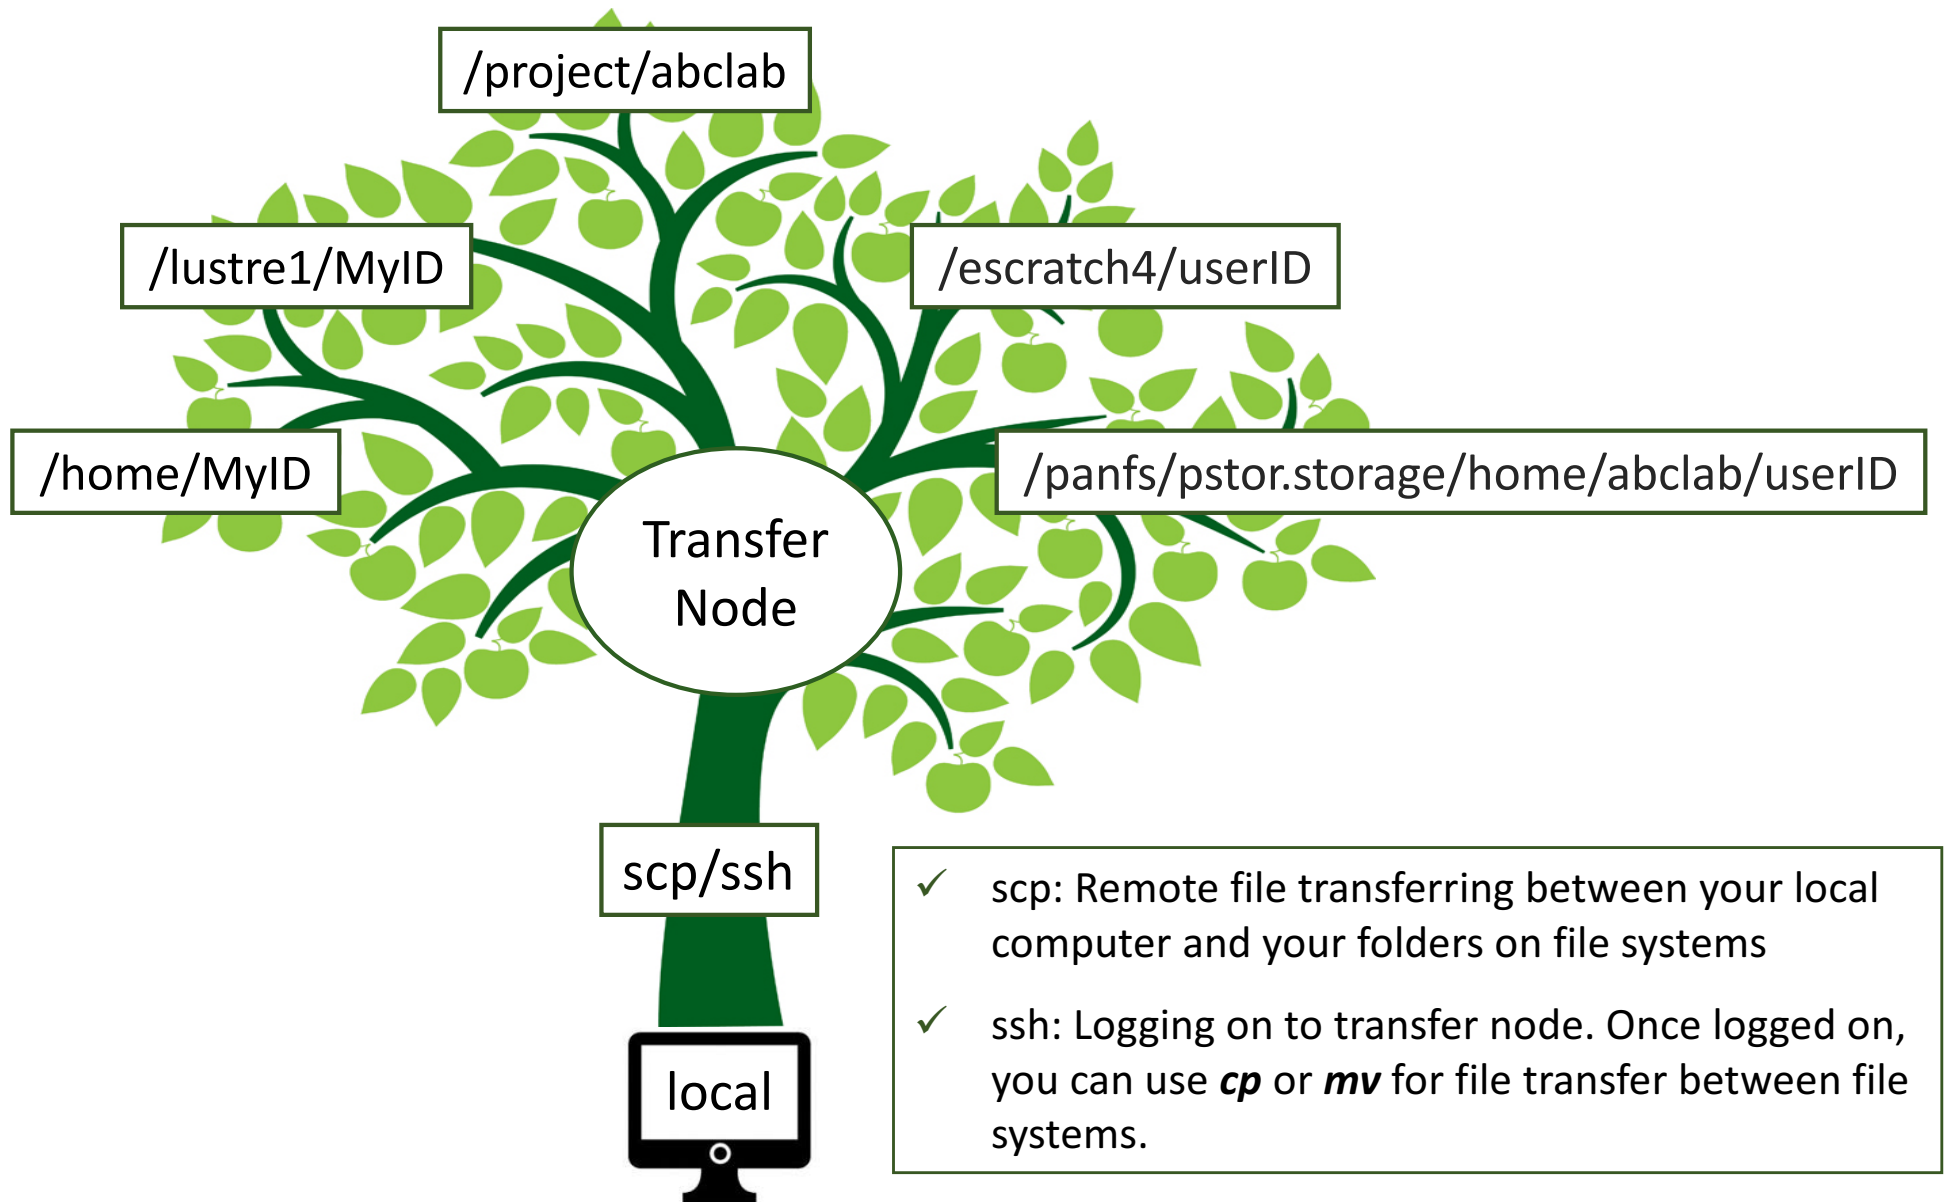 /project/abclab
/lustre1/MyID
/escratch4/userID
/home/MyID
/panfs/pstor.storage/home/abclab/userID
Transfer
Node
scp/ssh
local
✓ scp: Remote file transferring between your local
computer and your folders on file systems
✓ ssh: Logging on to transfer node. Once logged on,
you can use cp or mv for file transfer between file
systems.